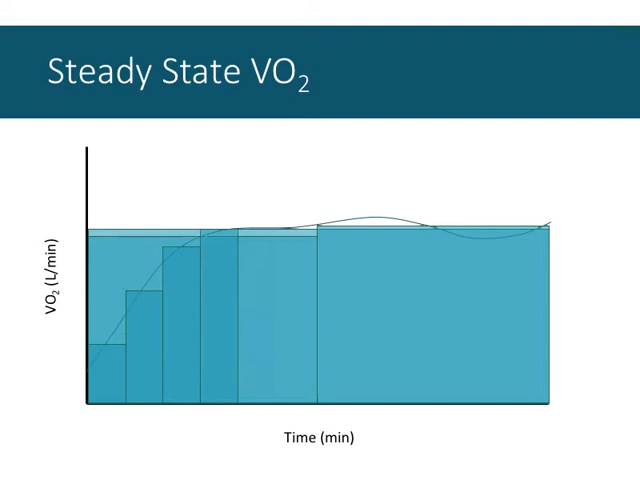 Steady State VO₂
VO₂ (L/min)
Time (min)